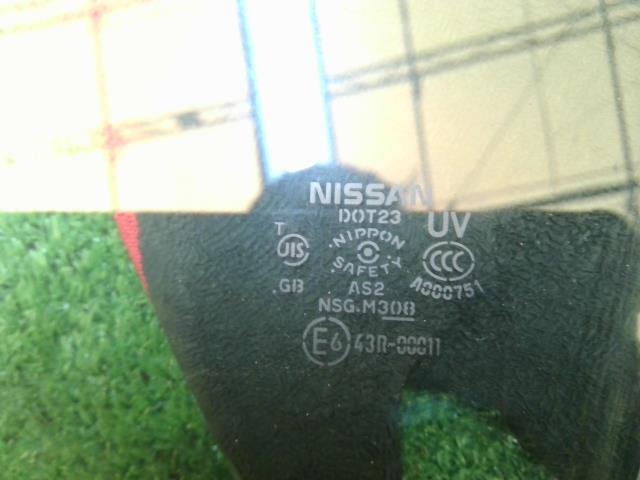 NISSAN
DOT23 UV
T JIS NIPPON SAFETY CCC
GB AS2 A000751
NSG M308
E6 43R-00011